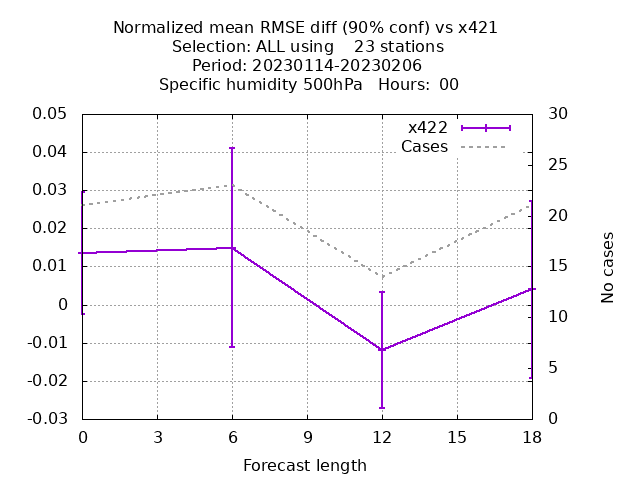 Normalized mean RMSE diff (90% conf) vs x421
Selection: ALL using    23 stations
Period: 20230114-20230206
Specific humidity 500hPa   Hours:  00
0.05
0.04
0.03
0.02
0.01
0
-0.01
-0.02
-0.03
30
25
20
15
10
5
0
x422
Cases
No cases
0 3 6 9 12 15 18
Forecast length